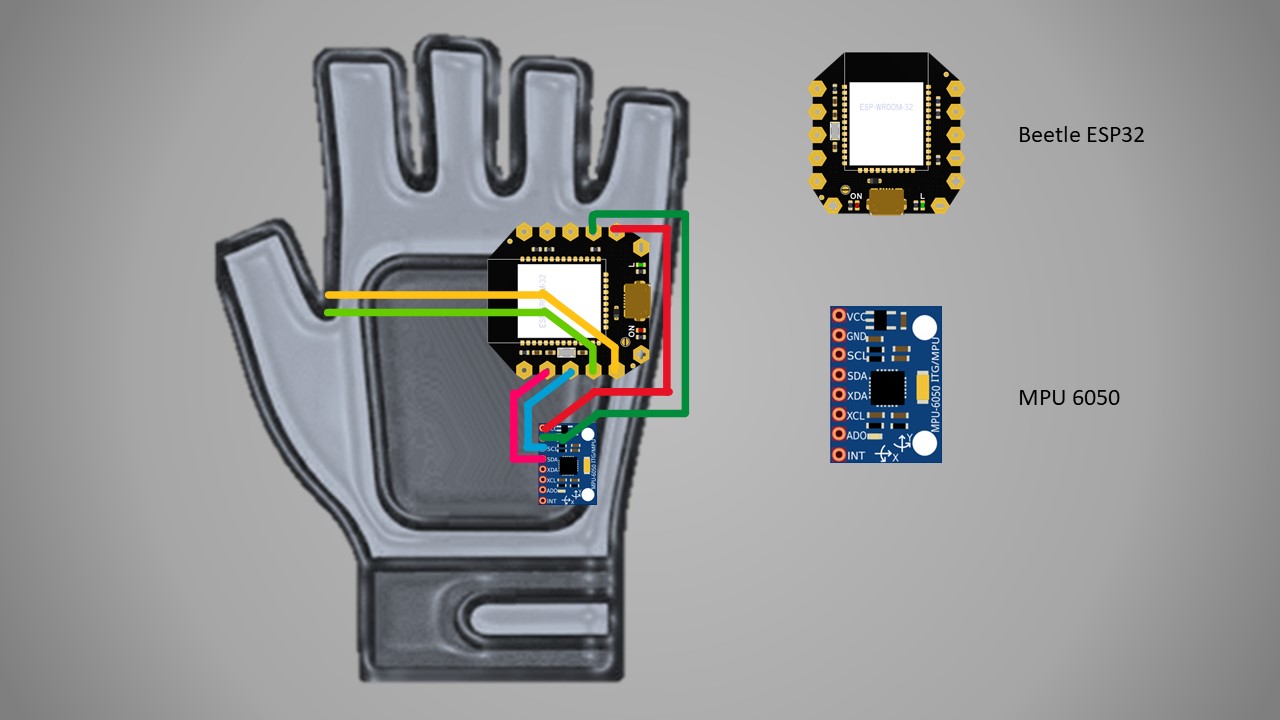 ESP-WROOM-32
ON
L
Beetle ESP32
L
ON
VCC
GND
SCL
SDA
XDA
XCL
ADO
INT
MPU-6050 ITG/MPU
Y
X
MPU 6050
SCL
SDA
XDA
XCL
ADO
INT
MPU-6050 ITG/MPU
X